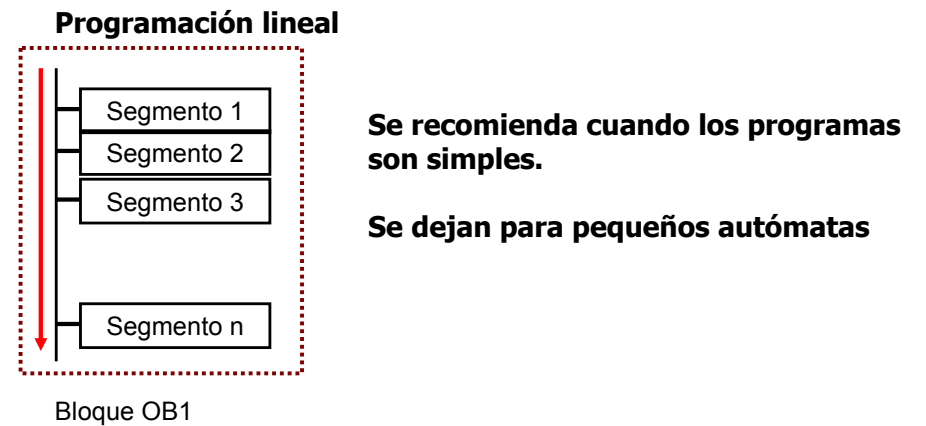 Programación lineal
Segmento 1
Segmento 2
Segmento 3
Segmento n
Bloque OB1
Se recomienda cuando los programas
son simples.
Se dejan para pequeños autómatas